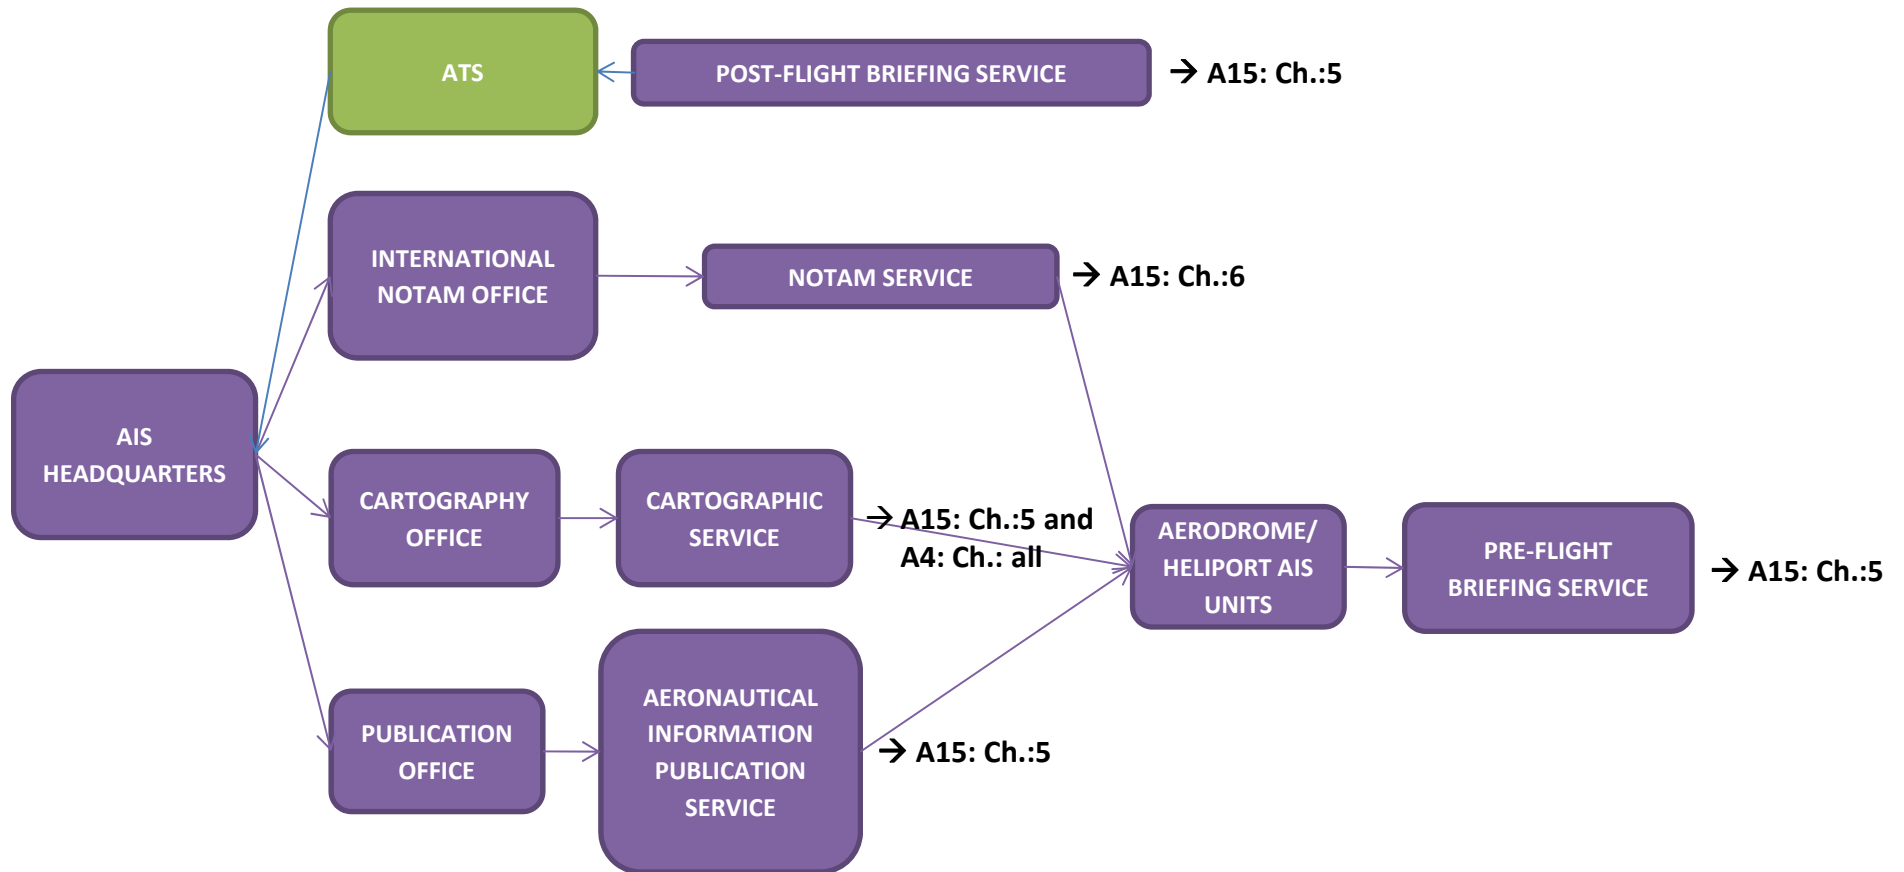 ATS
POST-FLIGHT BRIEFING SERVICE
→ A15: Ch.:5
INTERNATIONAL
NOTAM OFFICE
NOTAM SERVICE
→ A15: Ch.:6
AIS
HEADQUARTERS
CARTOGRAPHY
OFFICE
CARTOGRAPHIC
SERVICE
→ A15: Ch.:5 and
A4: Ch.: all
AERODROME/
HELIPORT AIS
UNITS
PRE-FLIGHT
BRIEFING SERVICE
→ A15: Ch.:5
PUBLICATION
OFFICE
AERONAUTICAL
INFORMATION
PUBLICATION
SERVICE
→ A15: Ch.:5